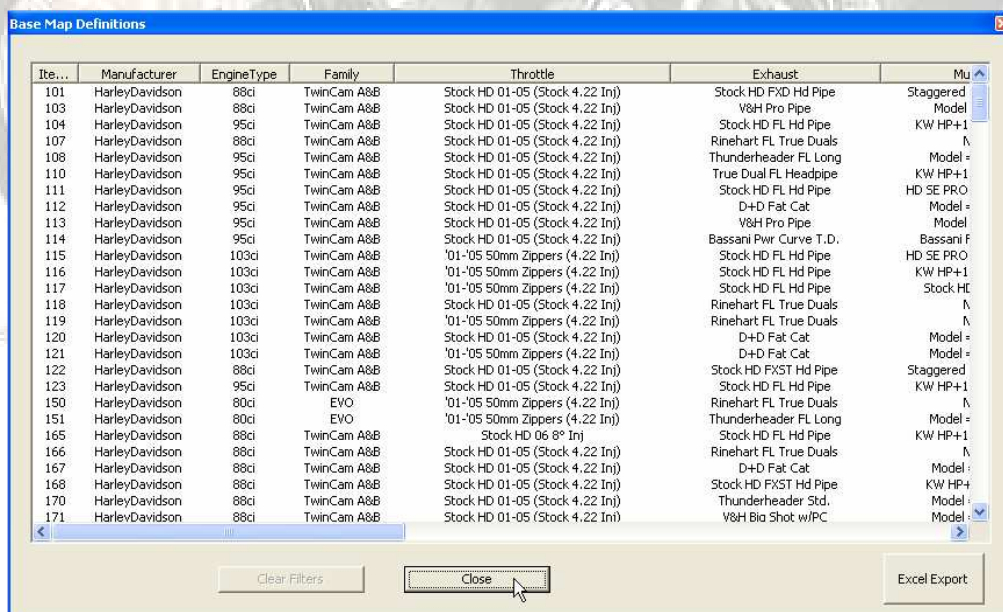 Base Map Definitions
Ite... Manufacturer EngineType Family Throttle Exhaust Mu
101 HarleyDavidson 88ci TwinCam A&B Stock HD 01-05 (Stock 4.22 Inj) Stock HD FXD Hd Pipe Staggered
103 HarleyDavidson 88ci TwinCam A&B Stock HD 01-05 (Stock 4.22 Inj) V&H Pro Pipe Model
104 HarleyDavidson 95ci TwinCam A&B Stock HD 01-05 (Stock 4.22 Inj) Stock HD FL Hd Pipe KW HP+1
107 HarleyDavidson 88ci TwinCam A&B Stock HD 01-05 (Stock 4.22 Inj) Rinehart FL True Duals
108 HarleyDavidson 95ci TwinCam A&B Stock HD 01-05 (Stock 4.22 Inj) Thunderheader FL Long Model =
110 HarleyDavidson 95ci TwinCam A&B Stock HD 01-05 (Stock 4.22 Inj) True Dual FL Headpipe KW HP+1
111 HarleyDavidson 95ci TwinCam A&B Stock HD 01-05 (Stock 4.22 Inj) Stock HD FL Hd Pipe HD SE PRO
112 HarleyDavidson 95ci TwinCam A&B Stock HD 01-05 (Stock 4.22 Inj) D+D Fat Cat Model =
113 HarleyDavidson 95ci TwinCam A&B Stock HD 01-05 (Stock 4.22 Inj) V&H Pro Pipe Model
114 HarleyDavidson 95ci TwinCam A&B Stock HD 01-05 (Stock 4.22 Inj) Bassani Pwr Curve T.D. Bassani F
115 HarleyDavidson 103ci TwinCam A&B '01-'05 50mm Zippers (4.22 Inj) Stock HD FL Hd Pipe HD SE PRO
116 HarleyDavidson 103ci TwinCam A&B '01-'05 50mm Zippers (4.22 Inj) Stock HD FL Hd Pipe KW HP+1
117 HarleyDavidson 103ci TwinCam A&B '01-'05 50mm Zippers (4.22 Inj) Stock HD FL Hd Pipe Stock HD
118 HarleyDavidson 103ci TwinCam A&B Stock HD 01-05 (Stock 4.22 Inj) Rinehart FL True Duals
119 HarleyDavidson 103ci TwinCam A&B '01-'05 50mm Zippers (4.22 Inj) Rinehart FL True Duals
120 HarleyDavidson 103ci TwinCam A&B Stock HD 01-05 (Stock 4.22 Inj) D+D Fat Cat Model =
121 HarleyDavidson 103ci TwinCam A&B '01-'05 50mm Zippers (4.22 Inj) D+D Fat Cat Model =
122 HarleyDavidson 88ci TwinCam A&B Stock HD 01-05 (Stock 4.22 Inj) Stock HD FXST Hd Pipe Staggered
123 HarleyDavidson 95ci TwinCam A&B Stock HD 01-05 (Stock 4.22 Inj) Stock HD FL Hd Pipe KW HP+1
150 HarleyDavidson 80ci EVO '01-'05 50mm Zippers (4.22 Inj) Rinehart FL True Duals
151 HarleyDavidson 80ci EVO '01-'05 50mm Zippers (4.22 Inj) Thunderheader FL Long Model =
165 HarleyDavidson 88ci TwinCam A&B Stock HD 06 8° Inj Stock HD FL Hd Pipe KW HP+1
166 HarleyDavidson 88ci TwinCam A&B Stock HD 01-05 (Stock 4.22 Inj) Rinehart FL True Duals
167 HarleyDavidson 88ci TwinCam A&B Stock HD 01-05 (Stock 4.22 Inj) D+D Fat Cat Model
168 HarleyDavidson 88ci TwinCam A&B Stock HD 01-05 (Stock 4.22 Inj) Stock HD FXST Hd Pipe KW HP+
170 HarleyDavidson 88ci TwinCam A&B Stock HD 01-05 (Stock 4.22 Inj) Thunderheader Std. Model =
171 HarleyDavidson 88ci TwinCam A&B Stock HD 01-05 (Stock 4.22 Inj) V&H Big Shot w/PC Model
Clear Filters Close Excel Export